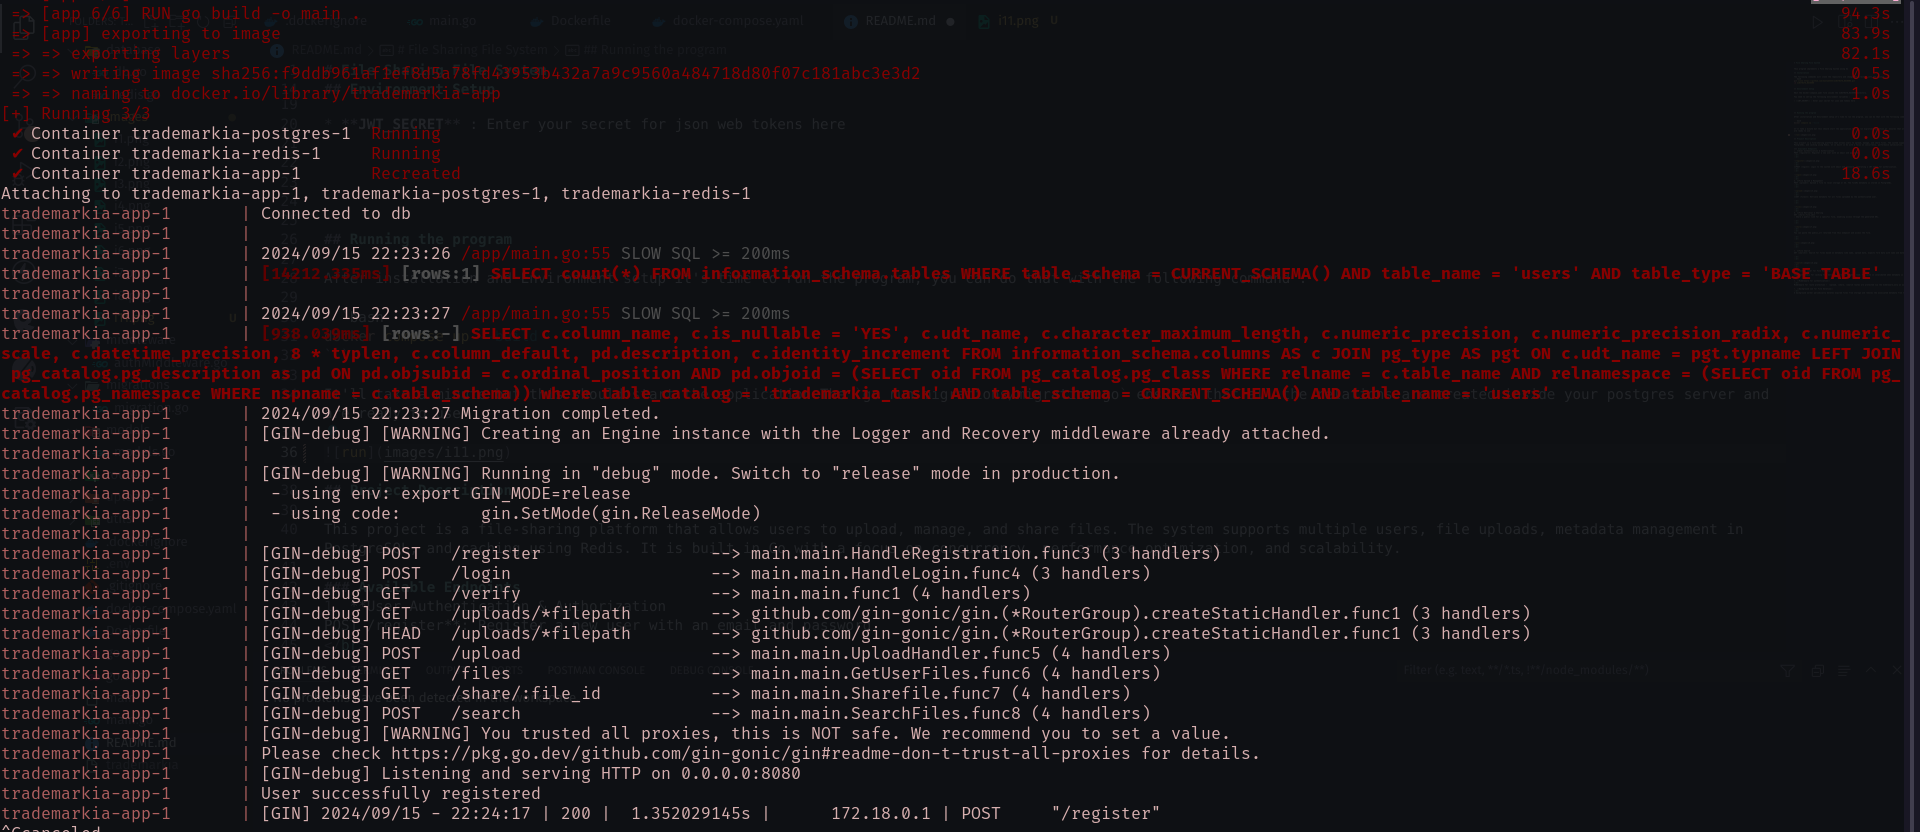 => [app 6/6] RUN go build -o main . 94.3s
=> [app] exporting to image 83.9s
=> => exporting layers 82.1s
=> => writing image sha256:f9ddb961af1ef8d5a78fd43955b432a7a9c9560a484718d80f07c181abc3e3d2 0.5s
=> => naming to docker.io/library/trademarkia-app 1.0s
[+] Running 3/3
✔ Container trademarkia-postgres-1 Running 0.0s
✔ Container trademarkia-redis-1 Running 0.0s
✔ Container trademarkia-app-1 Recreated 18.6s
Attaching to trademarkia-app-1, trademarkia-postgres-1, trademarkia-redis-1
trademarkia-app-1 | Connected to db
trademarkia-app-1 |
trademarkia-app-1 | 2024/09/15 22:23:26 /app/main.go:55 SLOW SQL >= 200ms
trademarkia-app-1 | [14212.335ms] [rows:1] SELECT count(*) FROM information_schema.tables WHERE table_schema = CURRENT_SCHEMA() AND table_name = 'users' AND table_type = 'BASE TABLE'
trademarkia-app-1 |
trademarkia-app-1 | 2024/09/15 22:23:27 /app/main.go:55 SLOW SQL >= 200ms
trademarkia-app-1 | [938.039ms] [rows:-] SELECT c.column_name, c.is_nullable = 'YES', c.udt_name, c.character_maximum_length, c.numeric_precision, c.numeric_precision_radix, c.numeric_
scale, c.datetime_precision, 8 * typlen, c.column_default, pd.description, c.identity_increment FROM information_schema.columns AS c JOIN pg_type AS pgt ON c.udt_name = pgt.typname LEFT JOIN
pg_catalog.pg_description as pd ON pd.objsubid = c.ordinal_position AND pd.objoid = (SELECT oid FROM pg_catalog.pg_class WHERE relname = c.table_name AND relnamespace = (SELECT oid FROM pg_
catalog.pg_namespace WHERE nspname = c.table_schema)) where table_catalog = 'trademarkia_task' AND table_schema = CURRENT_SCHEMA() AND table_name = 'users'
trademarkia-app-1 | 2024/09/15 22:23:27 Migration completed.
trademarkia-app-1 | [GIN-debug] [WARNING] Creating an Engine instance with the Logger and Recovery middleware already attached.
trademarkia-app-1 |
trademarkia-app-1 | [GIN-debug] [WARNING] Running in "debug" mode. Switch to "release" mode in production.
trademarkia-app-1 | - using env: export GIN_MODE=release
trademarkia-app-1 | - using code: gin.SetMode(gin.ReleaseMode)
trademarkia-app-1 |
trademarkia-app-1 | [GIN-debug] POST /register --> main.main.HandleRegistration.func3 (3 handlers)
trademarkia-app-1 | [GIN-debug] POST /login --> main.main.HandleLogin.func4 (3 handlers)
trademarkia-app-1 | [GIN-debug] GET /verify --> main.main.func1 (4 handlers)
trademarkia-app-1 | [GIN-debug] GET /uploads/*filepath --> github.com/gin-gonic/gin.(*RouterGroup).createStaticHandler.func1 (3 handlers)
trademarkia-app-1 | [GIN-debug] HEAD /uploads/*filepath --> github.com/gin-gonic/gin.(*RouterGroup).createStaticHandler.func1 (3 handlers)
trademarkia-app-1 | [GIN-debug] POST /upload --> main.main.UploadHandler.func5 (4 handlers)
trademarkia-app-1 | [GIN-debug] GET /files --> main.main.GetUserFiles.func6 (4 handlers)
trademarkia-app-1 | [GIN-debug] GET /share/:file_id --> main.main.Sharefile.func7 (4 handlers)
trademarkia-app-1 | [GIN-debug] POST /search --> main.main.SearchFiles.func8 (4 handlers)
trademarkia-app-1 | [GIN-debug] [WARNING] You trusted all proxies, this is NOT safe. We recommend you to set a value.
trademarkia-app-1 | Please check https://pkg.go.dev/github.com/gin-gonic/gin#readme-don-t-trust-all-proxies for details.
trademarkia-app-1 | [GIN-debug] Listening and serving HTTP on 0.0.0.0:8080
trademarkia-app-1 | User successfully registered
trademarkia-app-1 | [GIN] 2024/09/15 - 22:24:17 | 200 | 1.352029145s | 172.18.0.1 | POST "/register"
^Ccanceled